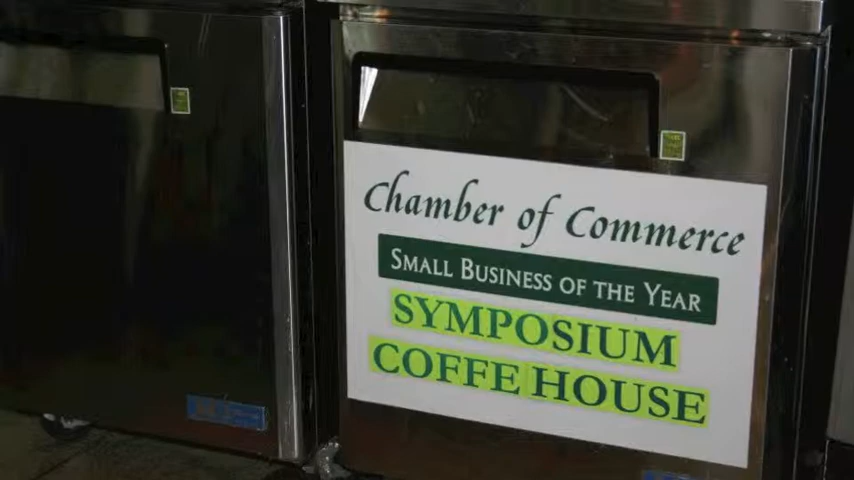 Chamber of Commerce
SMALL BUSINESS OF THE YEAR
SYMPOSIUM
COFFE HOUSE